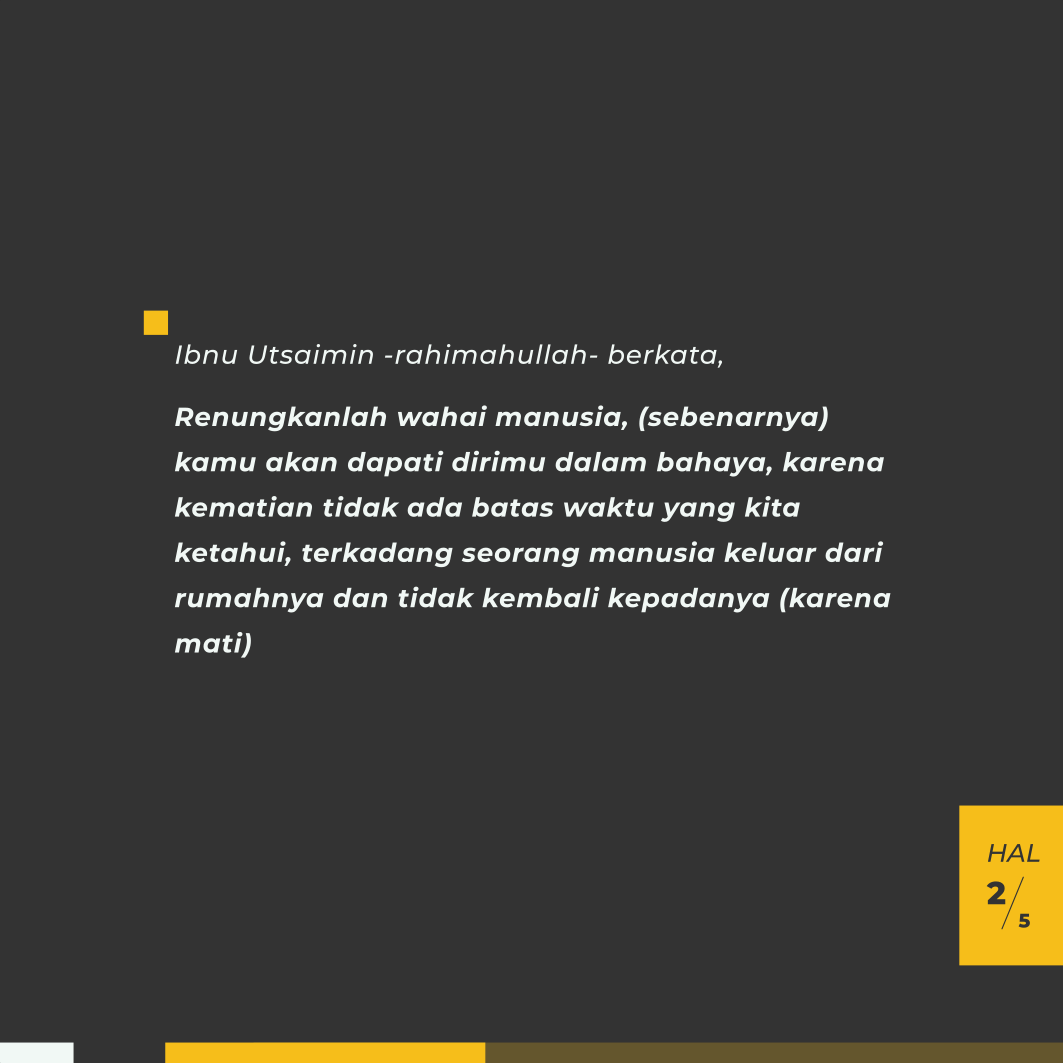 Ibnu Utsaimin -rahimahullah- berkata,
Renungkanlah wahai manusia, (sebenarnya)
kamu akan dapati dirimu dalam bahaya, karena
kematian tidak ada batas waktu yang kita
ketahui, terkadang seorang manusia keluar dari
rumahnya dan tidak kembali kepadanya (karena
mati)
HAL
2/5